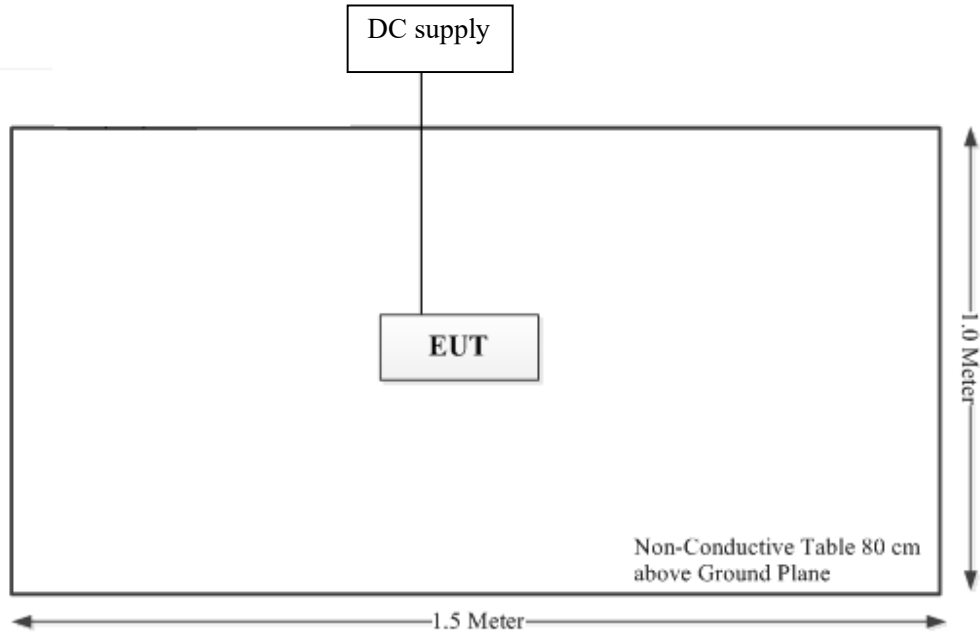 DC supply
EUT
1.0 Meter
Non-Conductive Table 80 cm
above Ground Plane
1.5 Meter